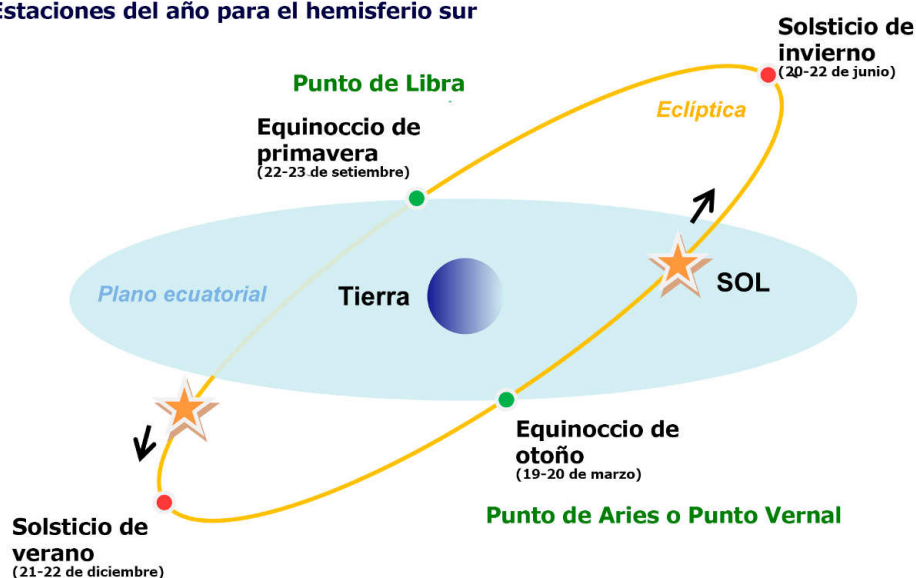 Estaciones del año para el hemisferio sur
Solsticio de
invierno
(20-22 de junio)
Punto de Libra
Eclíptica
Equinoccio de
primavera
(22-23 de setiembre)
Plano ecuatorial
Tierra
SOL
Equinoccio de
otoño
(19-20 de marzo)
Punto de Aries o Punto Vernal
Solsticio de
verano
(21-22 de diciembre)